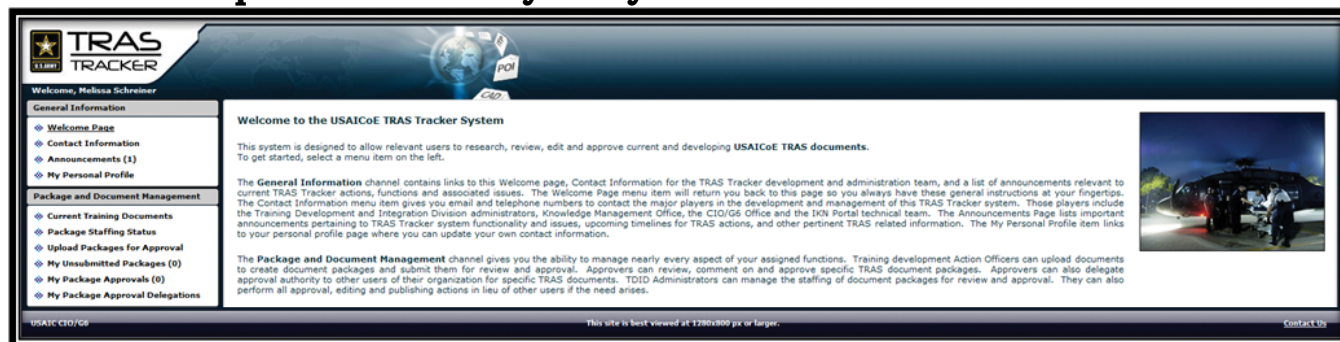 TRAS
TRACKER
U.S.ARMY
POI
CAD
Welcome, Melissa Schreiner
General Information
Welcome Page
Contact Information
Announcements (1)
My Personal Profile
Package and Document Management
Current Training Documents
Package Staffing Status
Upload Packages for Approval
My Unsubmitted Packages (0)
My Package Approvals (0)
My Package Approval Delegations
Welcome to the USAICoE TRAS Tracker System
This system is designed to allow relevant users to research, review, edit and approve current and developing USAICoE TRAS documents.
To get started, select a menu item on the left.
The General Information channel contains links to this Welcome page, Contact Information for the TRAS Tracker development and administration team, and a list of announcements relevant to
current TRAS Tracker actions, functions and associated issues. The Welcome Page menu item will return you back to this page so you always have these general instructions at your fingertips.
The Contact Information menu item gives you email and telephone numbers to contact the major players in the development and management of this TRAS Tracker system. Those players include
the Training Development and Integration Division administrators, Knowledge Management Office, the CIO/G6 Office and the IKN Portal technical team. The Announcements Page lists important
announcements pertaining to TRAS Tracker system functionality and issues, upcoming timelines for TRAS actions, and other pertinent TRAS related information. The My Personal Profile item links
to your personal profile page where you can update your own contact information.
The Package and Document Management channel gives you the ability to manage nearly every aspect of your assigned functions. Training development Action Officers can upload documents
to create document packages and submit them for review and approval. Approvers can review, comment on and approve specific TRAS document packages. Approvers can also delegate
approval authority to other users of their organization for specific TRAS documents. TDID Administrators can manage the staffing of document packages for review and approval. They can also
perform all approval, editing and publishing actions in lieu of other users if the need arises.
USAIC CIO/G6
This site is best viewed at 1280x800 px or larger.
Contact Us